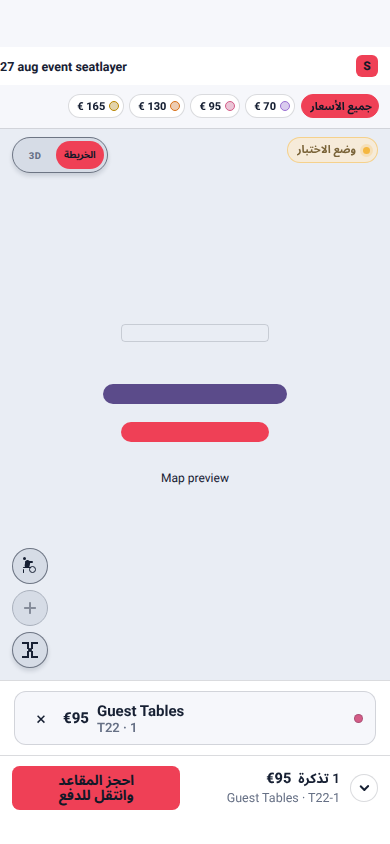 27 aug event seatlayer
S
جميع الأسعار
€ 70
€ 95
€ 130
€ 165
وضع الاختبار
الخريطة
3D
Map preview
Guest Tables
€95
×
T22 · 1
1 تذكرة €95
Guest Tables · T22-1
احجز المقاعد
وانتقل للدفع